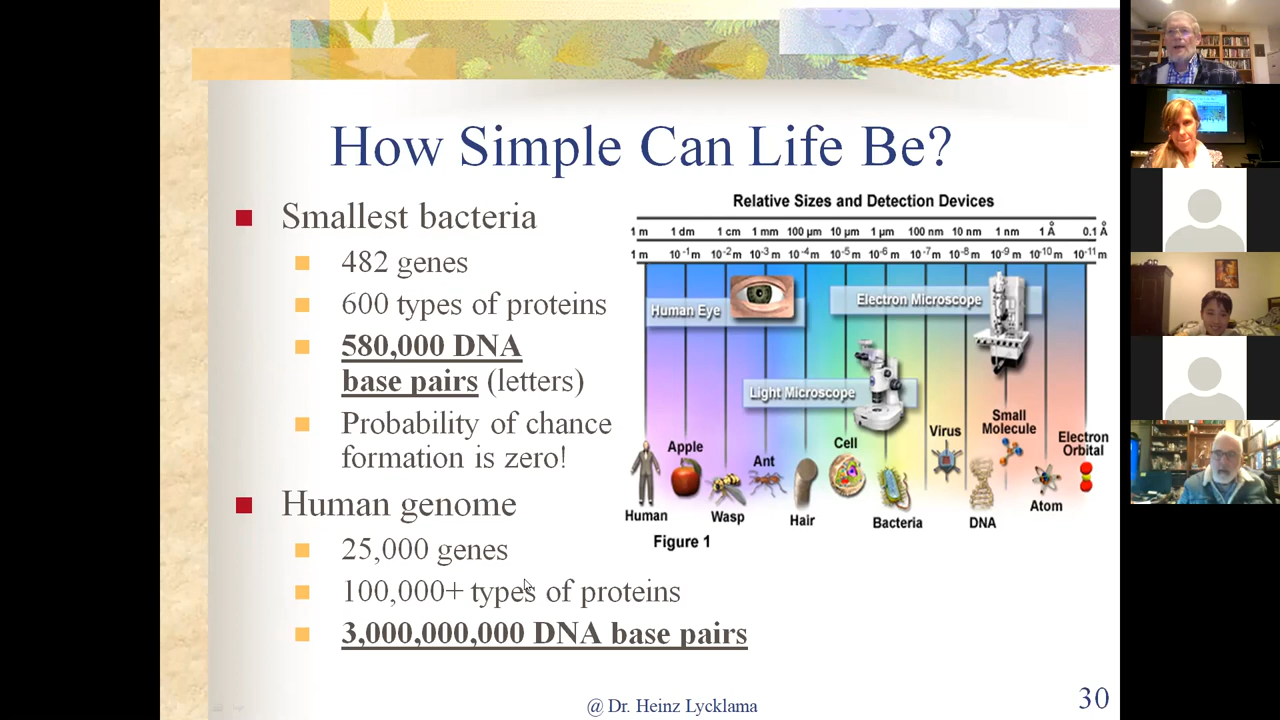 How Simple Can Life Be?
Smallest bacteria
482 genes
600 types of proteins
580,000 DNA
base pairs (letters)
Probability of chance
formation is zero!
Human genome
25,000 genes
100,000+ types of proteins
3,000,000,000 DNA base pairs
Relative Sizes and Detection Devices
1 m 1 dm 1 cm 1 mm 100 µm 10 µm 1 µm 100 nm 10 nm 1 nm 1 Å 0.1 Å
1 m 10⁻¹m 10⁻² m 10⁻³ m 10⁻⁴ m 10⁻⁵ m 10⁻⁶ m 10⁻⁷ m 10⁻⁸ m 10⁻⁹ m 10⁻¹⁰ m 10⁻¹¹ m
Human Eye
Electron Microscope
Light Microscope
Human
Apple
Wasp
Ant
Hair
Cell
Bacteria
Virus
DNA
Small
Molecule
Atom
Electron
Orbital
Figure 1
@ Dr. Heinz Lycklama
30